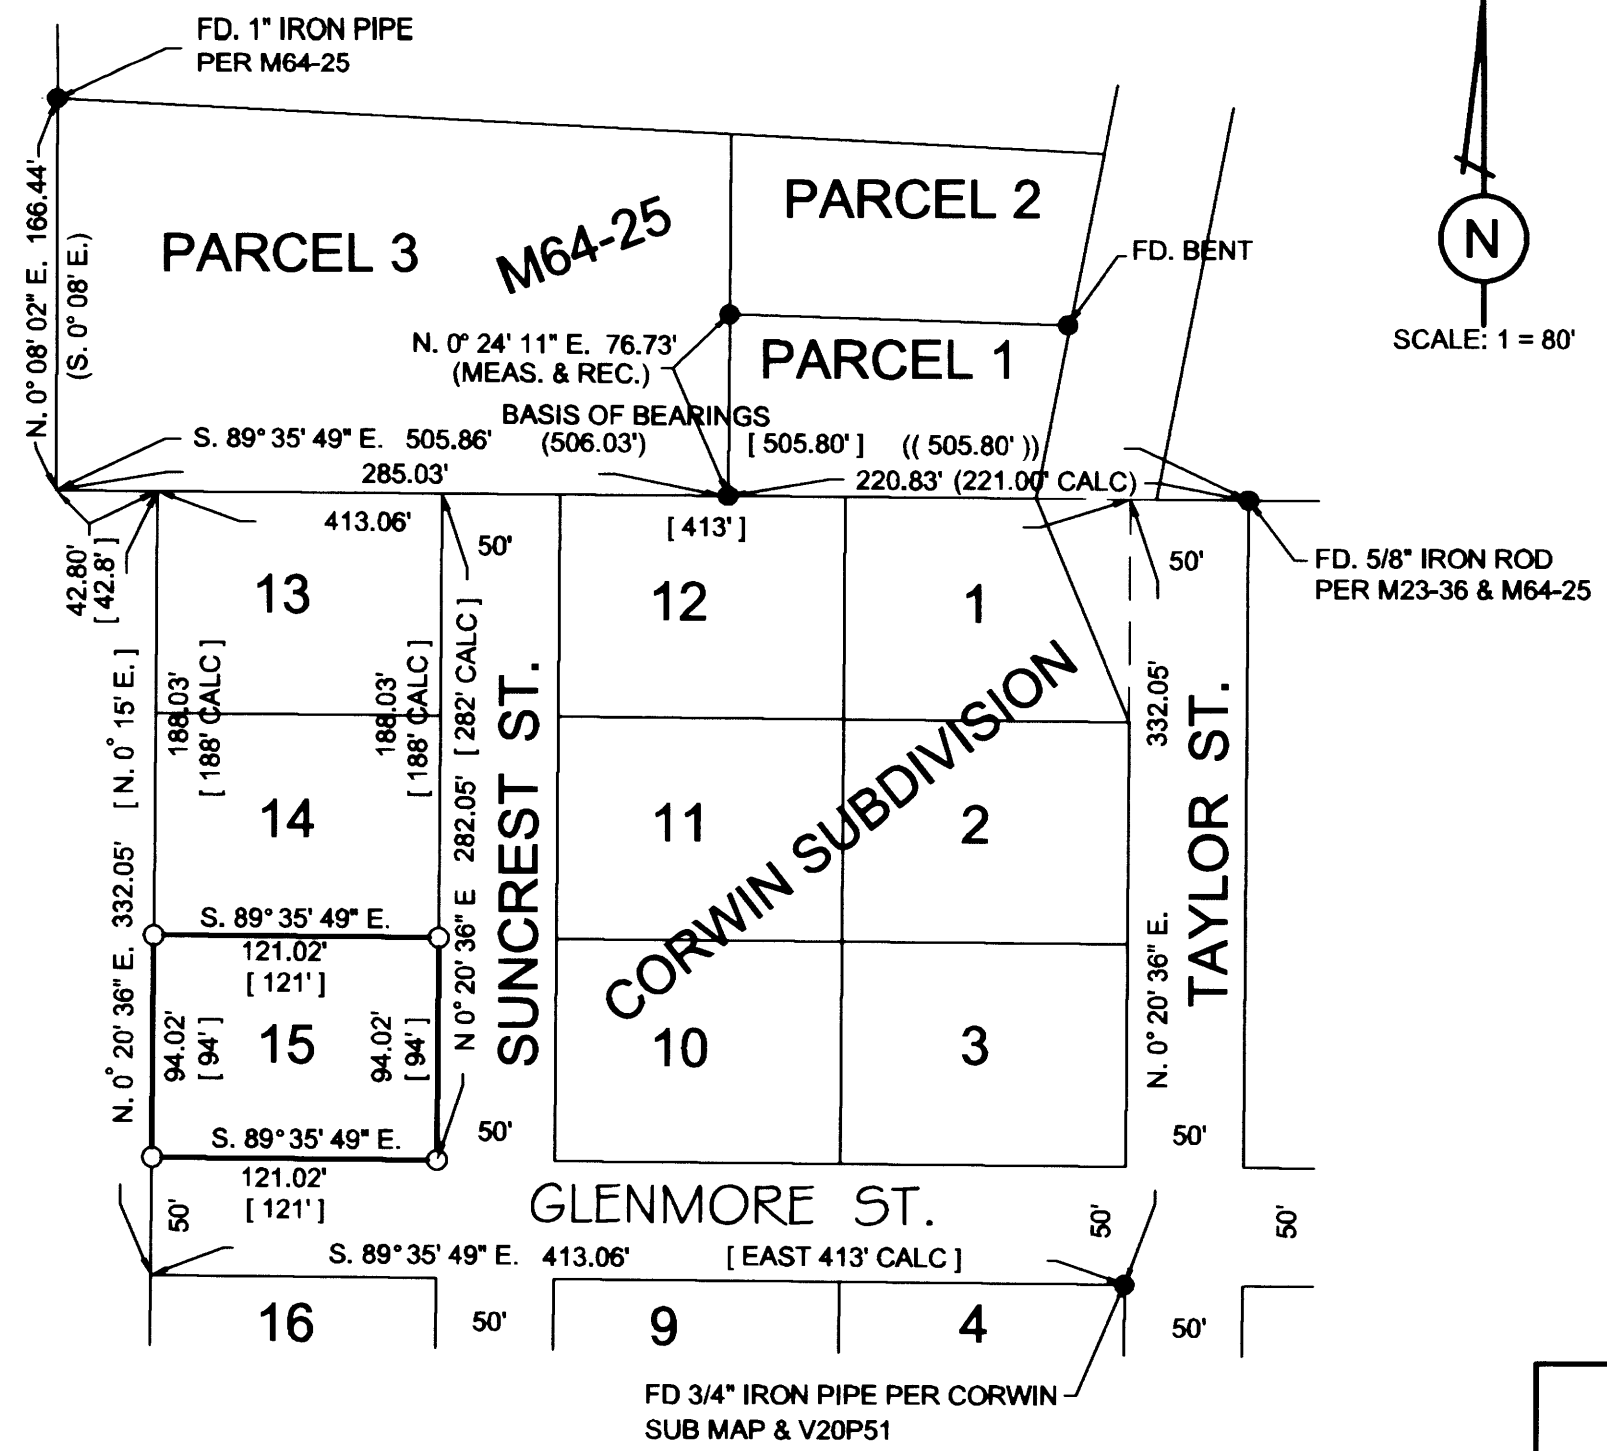 FD. 1" IRON PIPE
PER M64-25
N. 0° 08' 02" E. 166.44'
(S. 0° 08' E.)
PARCEL 3
M64-25
PARCEL 2
FD. BENT
N
SCALE: 1 = 80'
N. 0° 24' 11" E. 76.73'
(MEAS. & REC.)
PARCEL 1
BASIS OF BEARINGS
S. 89° 35' 49" E. 505.86' (506.03') [ 505.80' ] (( 505.80' ))
285.03'
220.83' (221.00' CALC)
413.06'
[ 413' ]
50'
50'
FD. 5/8" IRON ROD
PER M23-36 & M64-25
42.80'
[ 42.8' ]
13
12
1
188.03'
[ 188' CALC ]
188.03'
[ 188' CALC ]
N. 0° 20' 36" E. 332.05' [ N. 0° 15' E. ]
N 0° 20' 36" E 282.05' [ 282' CALC ]
SUNCREST ST.
CORWIN SUBDIVISION
N. 0° 20' 36" E.
332.05'
TAYLOR ST.
14
11
2
S. 89° 35' 49" E.
121.02'
[ 121' ]
94.02'
[ 94' ]
15
94.02'
[ 94' ]
10
3
S. 89° 35' 49" E.
121.02'
[ 121' ]
50'
50'
50'
GLENMORE ST.
50'
50'
S. 89° 35' 49" E. 413.06' [ EAST 413' CALC ]
16
50'
9
4
50'
FD 3/4" IRON PIPE PER CORWIN
SUB MAP & V20P51